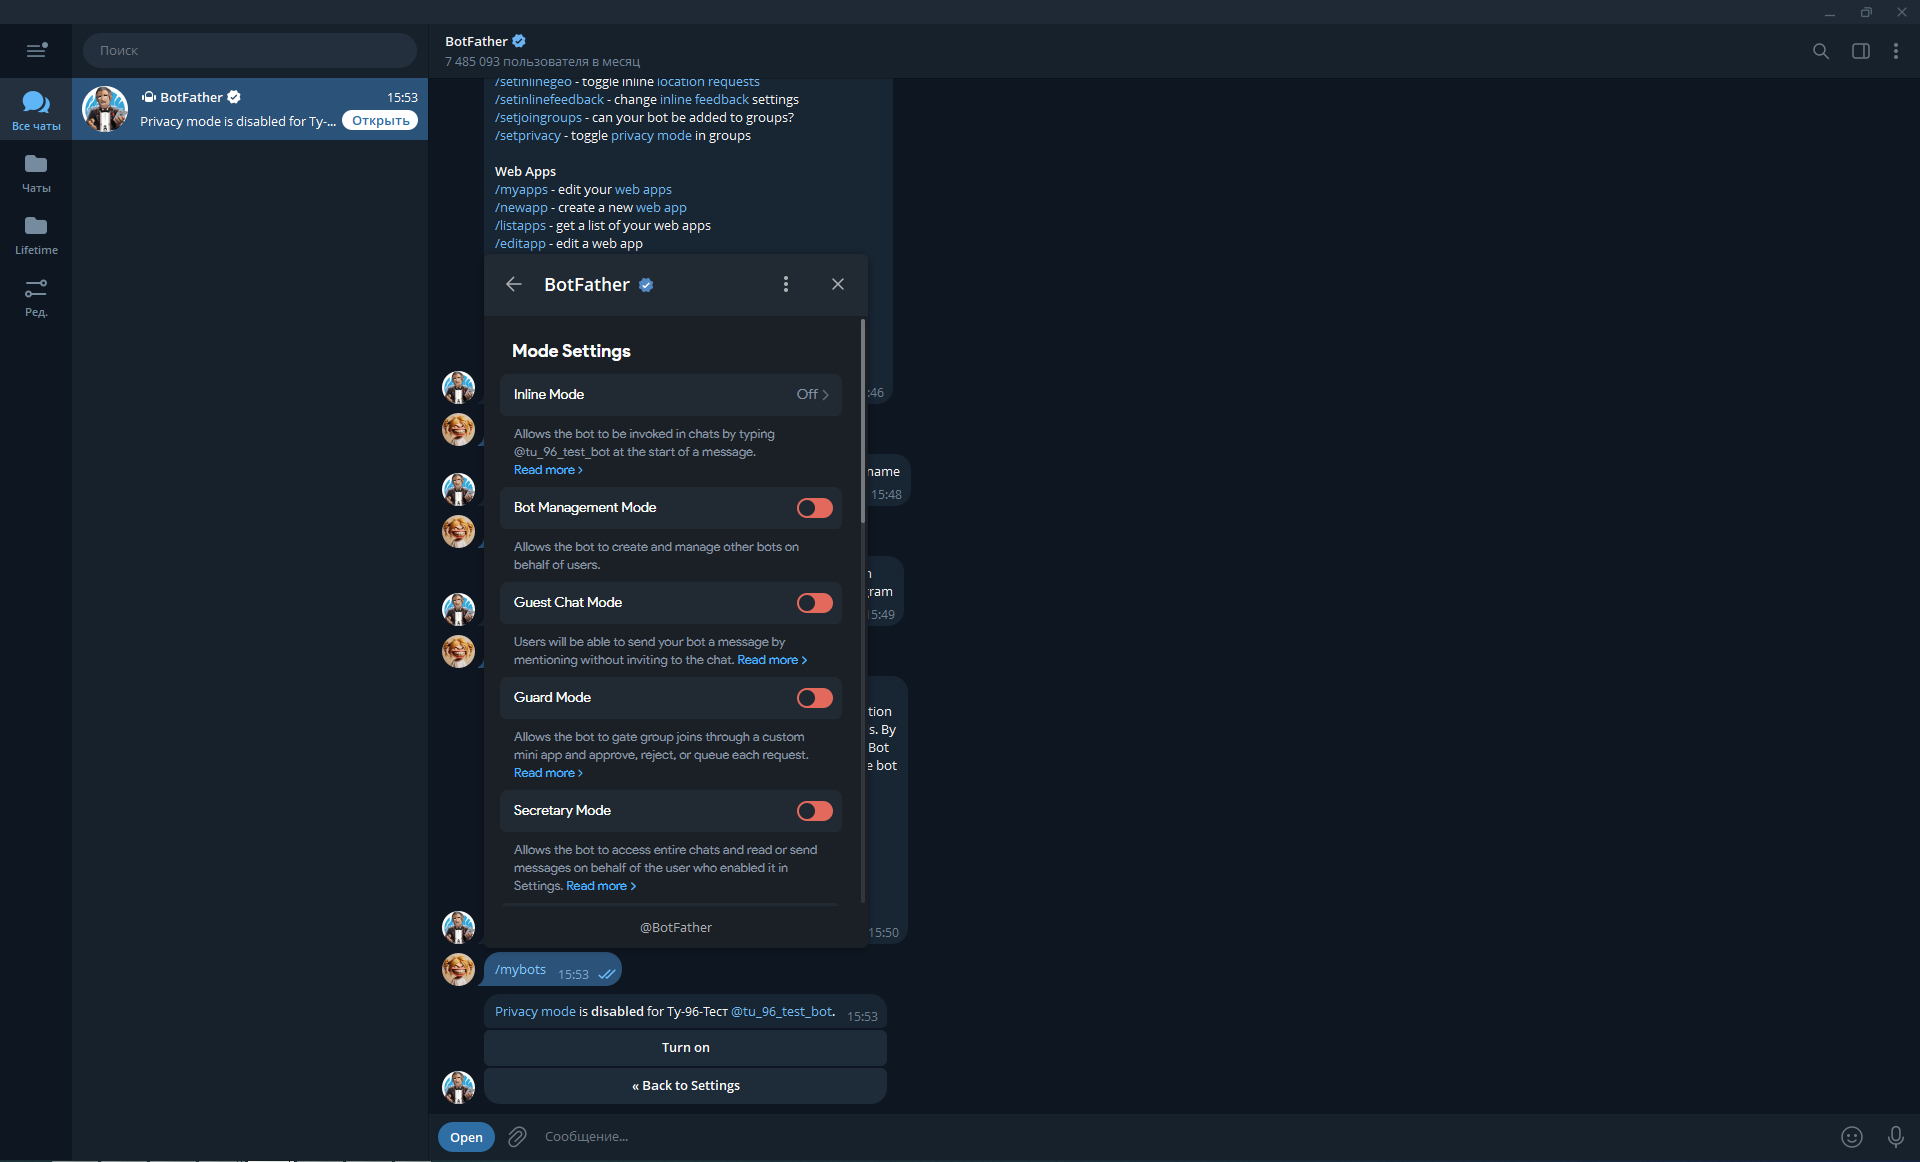 Поиск
Все чаты
Чаты
Lifetime
Ред.
BotFather
15:53
Privacy mode is disabled for Ту-...
Открыть
BotFather
7 485 093 пользователя в месяц
/setinlinegeo - toggle inline location requests
/setinlinefeedback - change inline feedback settings
/setjoingroups - can your bot be added to groups?
/setprivacy - toggle privacy mode in groups
Web Apps
/myapps - edit your web apps
/newapp - create a new web app
/listapps - get a list of your web apps
/editapp - edit a web app
BotFather
Mode Settings
Inline Mode
Off
Allows the bot to be invoked in chats by typing
@tu_96_test_bot at the start of a message.
Read more
Bot Management Mode
Allows the bot to create and manage other bots on
behalf of users.
Guest Chat Mode
Users will be able to send your bot a message by
mentioning without inviting to the chat. Read more
Guard Mode
Allows the bot to gate group joins through a custom
mini app and approve, reject, or queue each request.
Read more
Secretary Mode
Allows the bot to access entire chats and read or send
messages on behalf of the user who enabled it in
Settings. Read more
@BotFather
:46
name
15:48
gram
15:49
tion
s. By
Bot
e bot
15:50
/mybots 15:53
Privacy mode is disabled for Ту-96-Тест @tu_96_test_bot. 15:53
Turn on
« Back to Settings
Open
Сообщение...